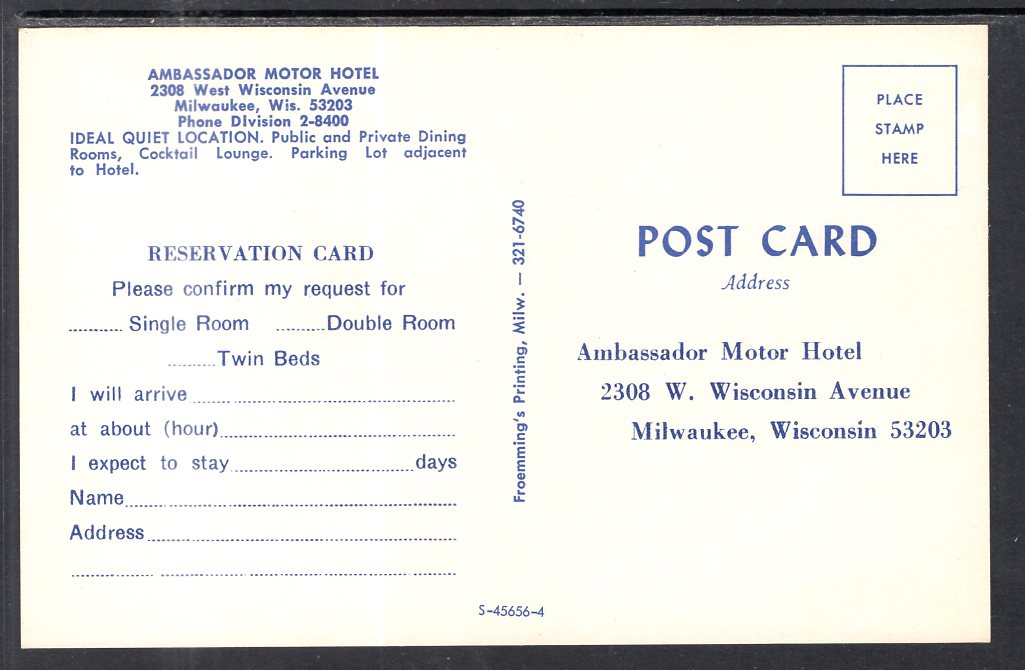 AMBASSADOR MOTOR HOTEL
2308 West Wisconsin Avenue
Milwaukee, Wis. 53203
Phone DIvision 2-8400
IDEAL QUIET LOCATION. Public and Private Dining
Rooms, Cocktail Lounge. Parking Lot adjacent
to Hotel.
RESERVATION CARD
Please confirm my request for
Single Room Double Room
Twin Beds
I will arrive
at about (hour)
I expect to stay days
Name
Address
Froemming's Printing, Milw. — 321-6740
S-45656-4
PLACE
STAMP
HERE
POST CARD
Address
Ambassador Motor Hotel
2308 W. Wisconsin Avenue
Milwaukee, Wisconsin 53203